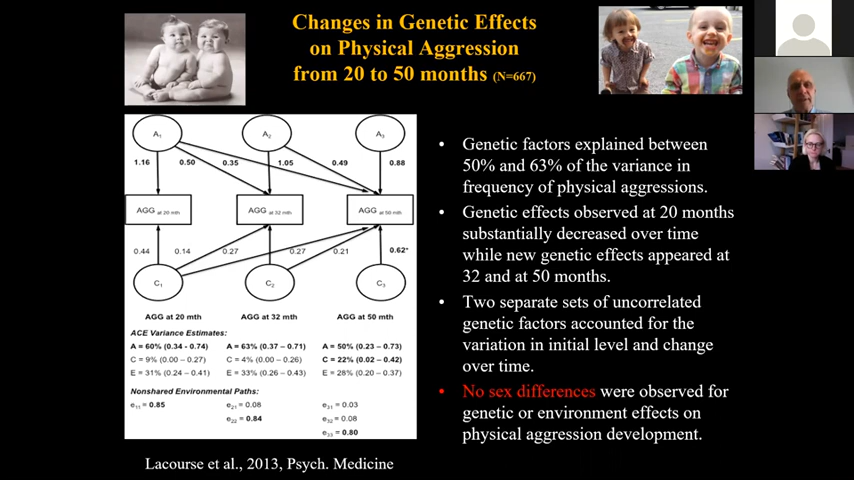 Changes in Genetic Effects
on Physical Aggression
from 20 to 50 months (N=667)
A1 A2 A3
1.16 0.50 0.35 1.05 0.49 0.88
AGG at 20 mth AGG at 32 mth AGG at 50 mth
0.44 0.14 0.27 0.27 0.21 0.62*
C1 C2 C3
AGG at 20 mth AGG at 32 mth AGG at 50 mth
ACE Variance Estimates:
A = 60% (0.34 - 0.74) A = 63% (0.37 – 0.71) A = 50% (0.23 – 0.73)
C = 9% (0.00 – 0.27) C = 4% (0.00 – 0.26) C = 22% (0.02 – 0.42)
E = 31% (0.24 – 0.41) E = 33% (0.26 – 0.43) E = 28% (0.20 – 0.37)
Nonshared Environmental Paths:
e11 = 0.85 e21 = 0.08 e31 = 0.03
e22 = 0.84 e32 = 0.08
e33 = 0.80
Lacourse et al., 2013, Psych. Medicine
• Genetic factors explained between
50% and 63% of the variance in
frequency of physical aggressions.
• Genetic effects observed at 20 months
substantially decreased over time
while new genetic effects appeared at
32 and at 50 months.
• Two separate sets of uncorrelated
genetic factors accounted for the
variation in initial level and change
over time.
• No sex differences were observed for
genetic or environment effects on
physical aggression development.